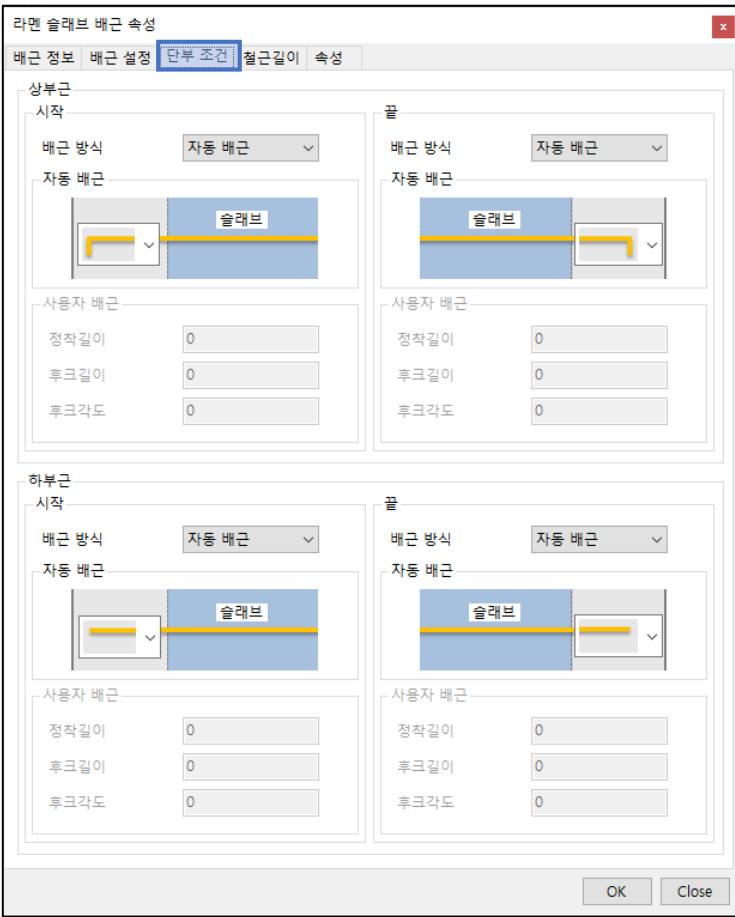 라멘 슬래브 배근 속성
x
배근 정보 배근 설정 단부 조건 철근길이 속성
상부근
시작 끝
배근 방식 자동 배근 배근 방식 자동 배근
자동 배근 자동 배근
슬래브 슬래브
사용자 배근 사용자 배근
정착길이 0 정착길이 0
후크길이 0 후크길이 0
후크각도 0 후크각도 0
하부근
시작 끝
배근 방식 자동 배근 배근 방식 자동 배근
자동 배근 자동 배근
슬래브 슬래브
사용자 배근 사용자 배근
정착길이 0 정착길이 0
후크길이 0 후크길이 0
후크각도 0 후크각도 0
OK Close